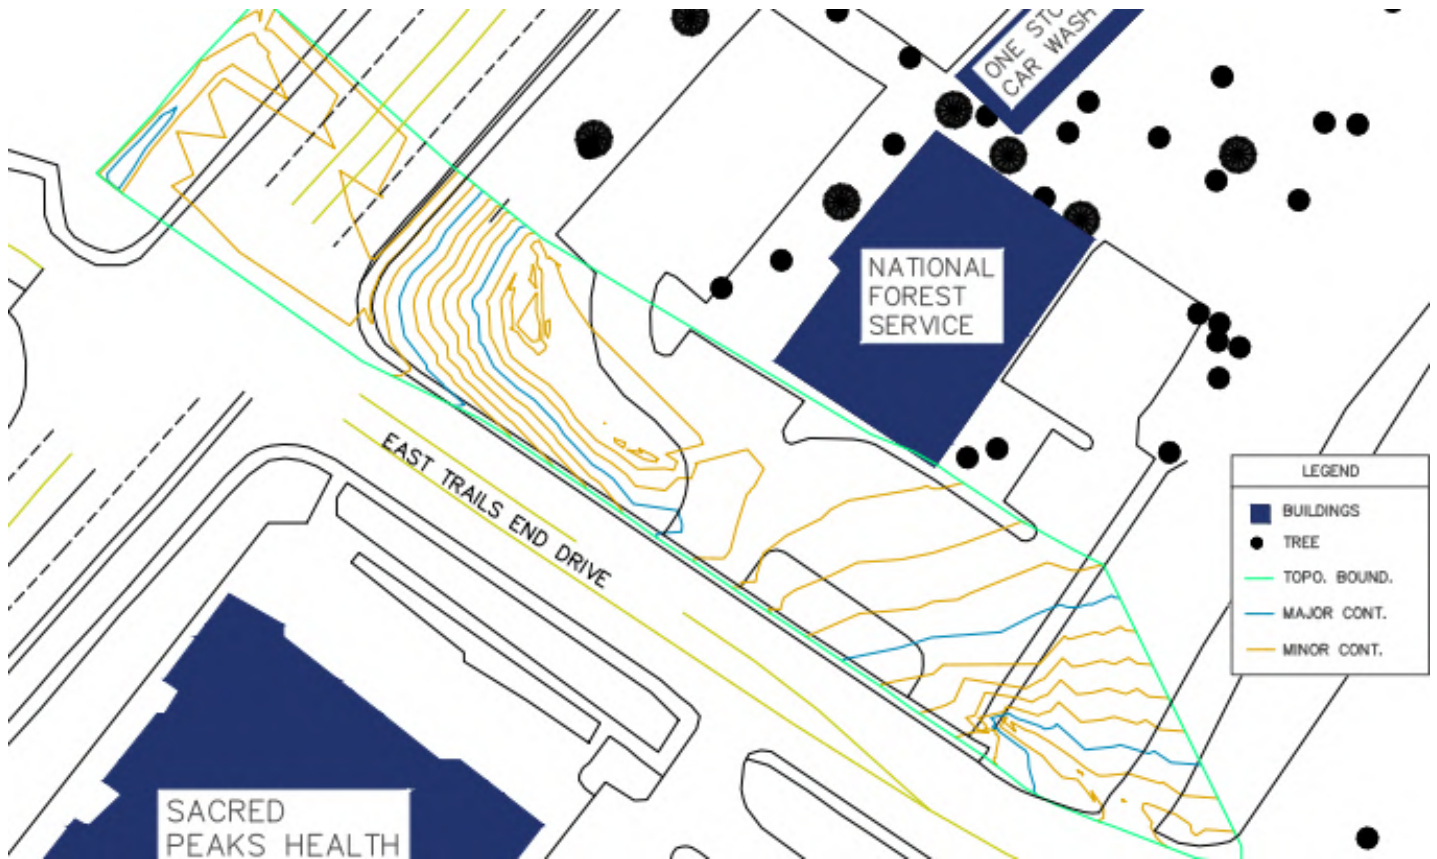 ONE STO
CAR WASH
NATIONAL
FOREST
SERVICE
EAST TRAILS END DRIVE
LEGEND
BUILDINGS
TREE
TOPO. BOUND.
MAJOR CONT.
MINOR CONT.
SACRED
PEAKS HEALTH